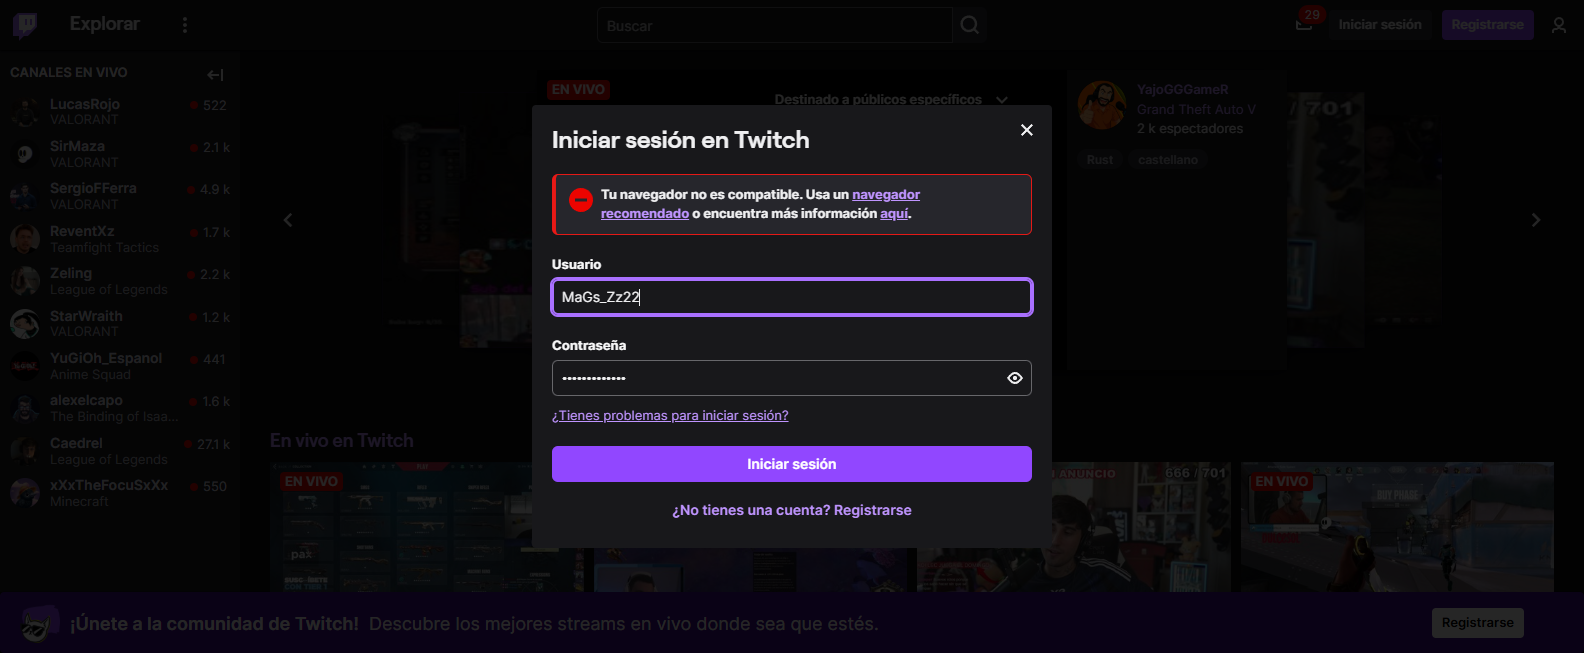 Explorar
Buscar
29
Iniciar sesión
Registrarse
CANALES EN VIVO
LucasRojo
522
VALORANT
SirMaza
2.1 k
VALORANT
SergioFFerra
4.9 k
VALORANT
ReventXz
1.7 k
Teamfight Tactics
Zeling
2.2 k
League of Legends
StarWraith
1.2 k
VALORANT
YuGiOh_Espanol
441
Anime Squad
alexelcapo
1.6 k
The Binding of Isaa...
Caedrel
27.1 k
League of Legends
xXxTheFocuSxXx
550
Minecraft
EN VIVO
Destinado a públicos específicos
YajoGGGameR
Grand Theft Auto V
2 k espectadores
Rust
castellano
701
Iniciar sesión en Twitch
Tu navegador no es compatible. Usa un navegador
recomendado o encuentra más información aquí.
Usuario
MaGs_Zz22
Contraseña
•••••••••••••
¿Tienes problemas para iniciar sesión?
Iniciar sesión
¿No tienes una cuenta? Registrarse
En vivo en Twitch
EN VIVO
pax
ANUNCIO
666 / 701
EN VIVO
BUY PHASE
¡Únete a la comunidad de Twitch! Descubre los mejores streams en vivo donde sea que estés.
Registrarse